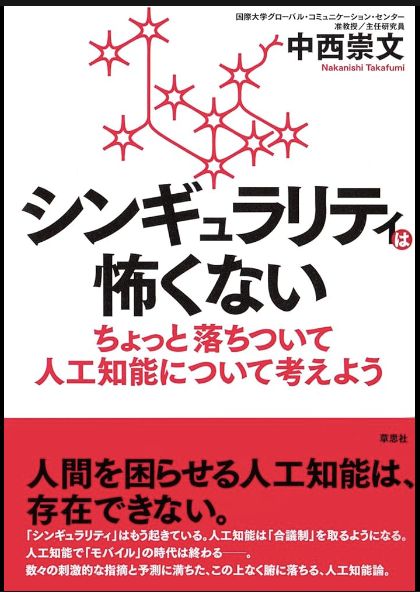 国際大学グローバル・コミュニケーション・センター
准教授／主任研究員
中西崇文
Nakanishi Takafumi
シンギュラリティは
怖くない
ちょっと落ちついて
人工知能について考えよう
草思社
人間を困らせる人工知能は、
存在できない。
「シンギュラリティ」はもう起きている。人工知能は「合議制」を取るようになる。
人工知能で「モバイル」の時代は終わる——。
数々の刺激的な指摘と予測に満ちた、この上なく腑に落ちる、人工知能論。